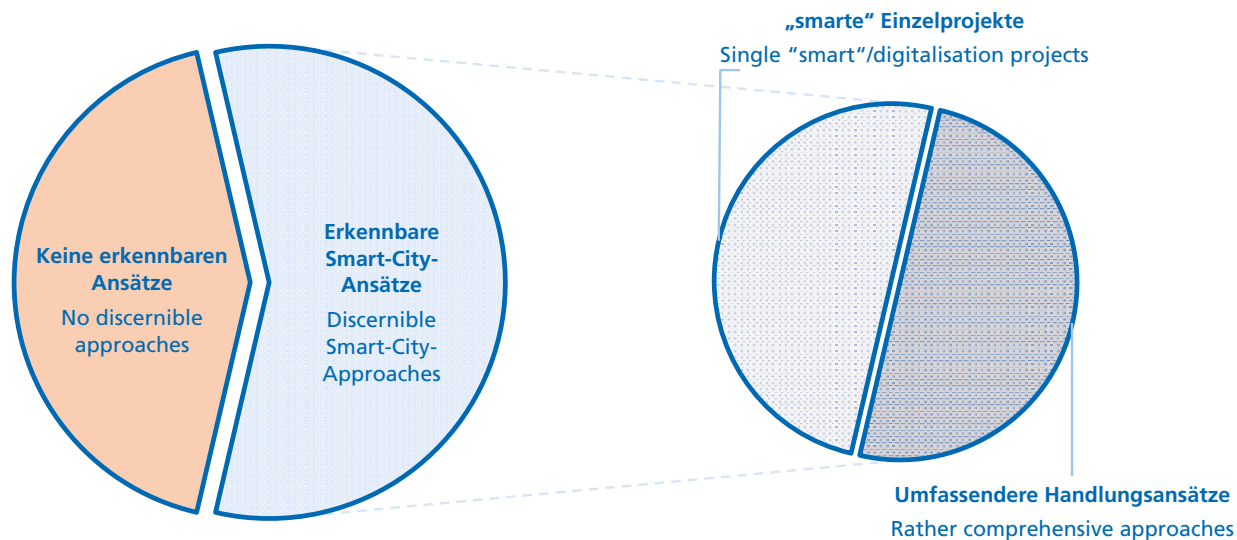 „smarte“ Einzelprojekte
Single “smart“/digitalisation projects
Keine erkennbaren
Ansätze
No discernible
approaches
Erkennbare
Smart-City-
Ansätze
Discernible
Smart-City-
Approaches
Umfassendere Handlungsansätze
Rather comprehensive approaches